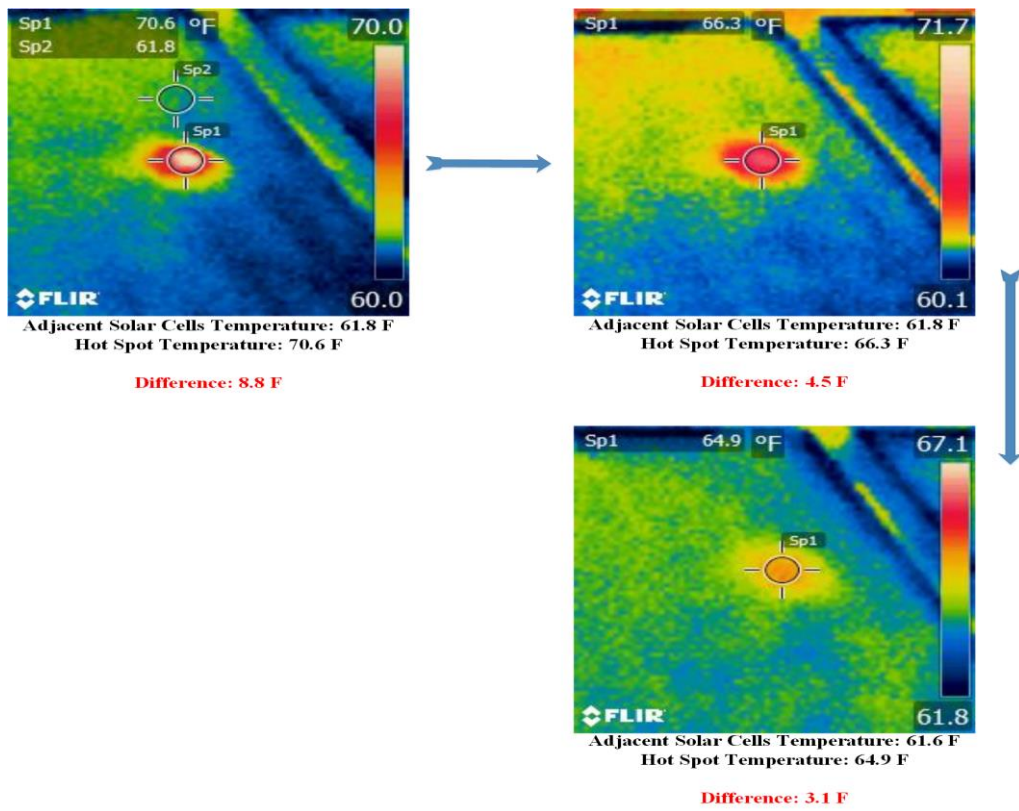 Sp1 70.6 °F 70.0
Sp2 61.8
Sp2
Sp1
FLIR 60.0
Adjacent Solar Cells Temperature: 61.8 F
Hot Spot Temperature: 70.6 F
Difference: 8.8 F
Sp1 66.3 °F 71.7
Sp1
FLIR 60.1
Adjacent Solar Cells Temperature: 61.8 F
Hot Spot Temperature: 66.3 F
Difference: 4.5 F
Sp1 64.9 °F 67.1
Sp1
FLIR 61.8
Adjacent Solar Cells Temperature: 61.6 F
Hot Spot Temperature: 64.9 F
Difference: 3.1 F